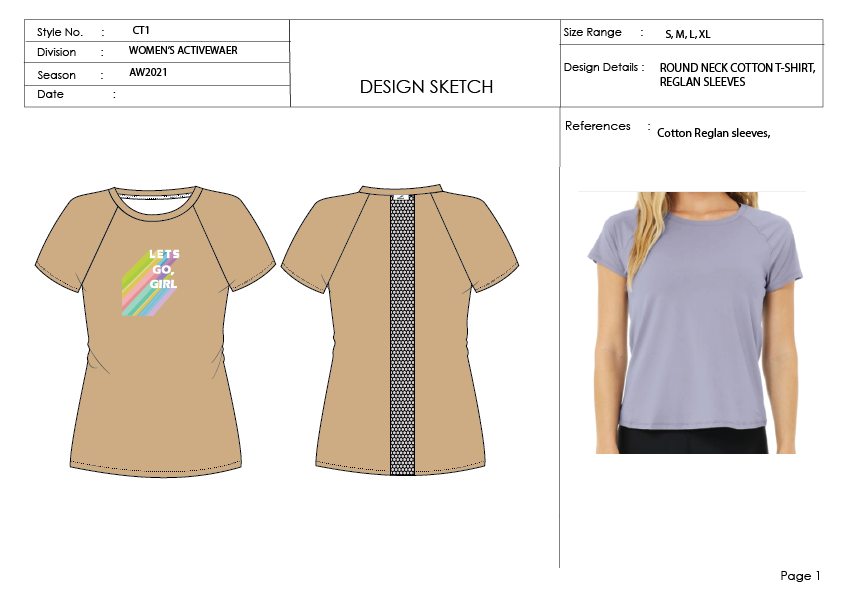 Style No. : CT1
Division : WOMEN'S ACTIVEWAER
Season : AW2021
Date :
DESIGN SKETCH
Size Range : S, M, L, XL
Design Details : ROUND NECK COTTON T-SHIRT,
REGLAN SLEEVES
References : Cotton Reglan sleeves,
LETS
GO,
GIRL
Page 1